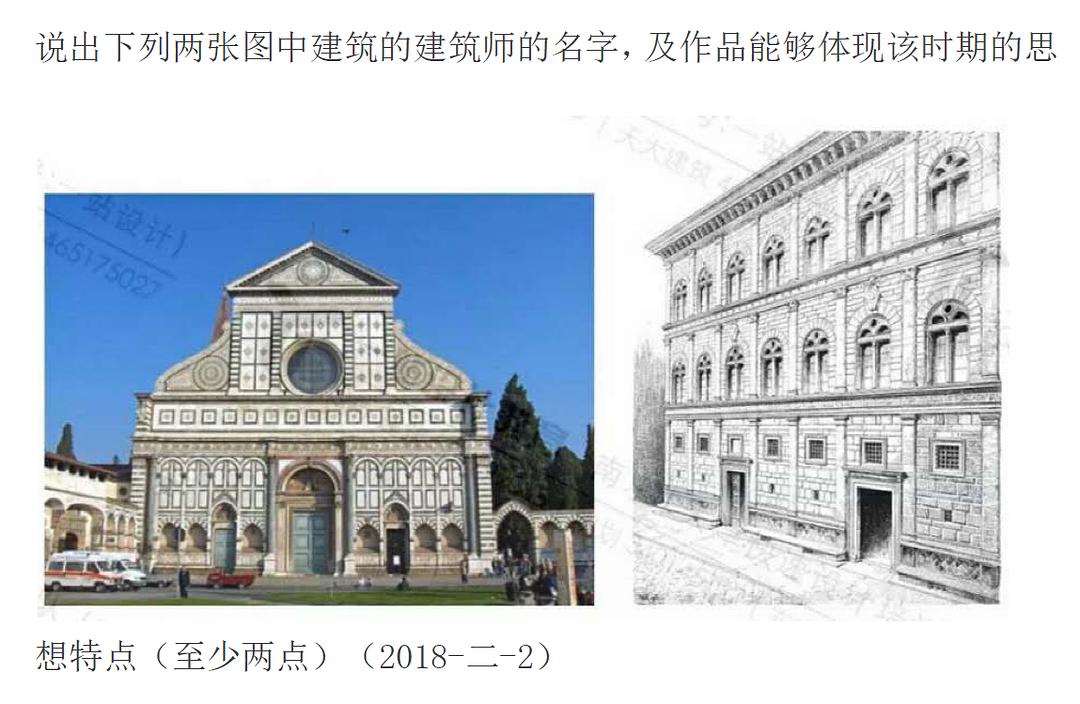 说出下列两张图中建筑的建筑师的名字，及作品能够体现该时期的思
一站设计）
465175027
天大建筑
想特点（至少两点）（2018-二-2）